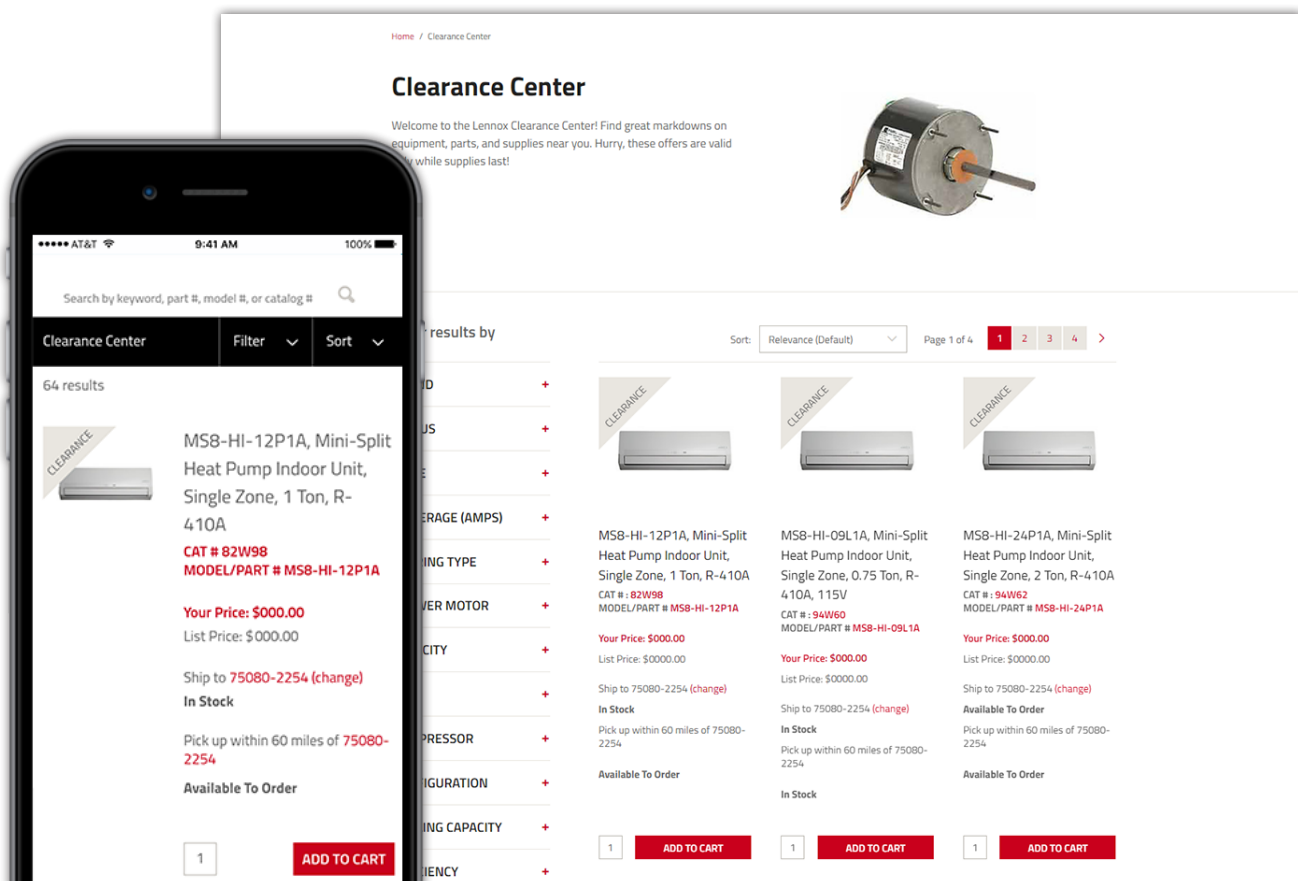 Home / Clearance Center
Clearance Center
Welcome to the Lennox Clearance Center! Find great markdowns on
equipment, parts, and supplies near you. Hurry, these offers are valid
while supplies last!
results by
Sort:
Relevance (Default)
Page 1 of 4
1 2 3 4
ERAGE (AMPS) +
ING TYPE +
ER MOTOR +
CITY +
PRESSOR +
IGURATION +
ING CAPACITY +
IENCY +
CLEARANCE
MS8-HI-12P1A, Mini-Split
Heat Pump Indoor Unit,
Single Zone, 1 Ton, R-410A
CAT # : 82W98
MODEL/PART # MS8-HI-12P1A
Your Price: $000.00
List Price: $0000.00
Ship to 75080-2254 (change)
In Stock
Pick up within 60 miles of 75080-
2254
Available To Order
1
ADD TO CART
CLEARANCE
MS8-HI-09L1A, Mini-Split
Heat Pump Indoor Unit,
Single Zone, 0.75 Ton, R-
410A, 115V
CAT # : 94W60
MODEL/PART # MS8-HI-09L1A
Your Price: $000.00
List Price: $0000.00
Ship to 75080-2254 (change)
In Stock
Pick up within 60 miles of 75080-
2254
In Stock
1
ADD TO CART
CLEARANCE
MS8-HI-24P1A, Mini-Split
Heat Pump Indoor Unit,
Single Zone, 2 Ton, R-410A
CAT # : 94W62
MODEL/PART # MS8-HI-24P1A
Your Price: $000.00
List Price: $0000.00
Ship to 75080-2254 (change)
Available To Order
Pick up within 60 miles of 75080-
2254
Available To Order
1
ADD TO CART
AT&T
9:41 AM
100%
Search by keyword, part #, model #, or catalog #
Clearance Center
Filter
Sort
64 results
CLEARANCE
MS8-HI-12P1A, Mini-Split
Heat Pump Indoor Unit,
Single Zone, 1 Ton, R-
410A
CAT # 82W98
MODEL/PART # MS8-HI-12P1A
Your Price: $000.00
List Price: $000.00
Ship to 75080-2254 (change)
In Stock
Pick up within 60 miles of 75080-
2254
Available To Order
1
ADD TO CART